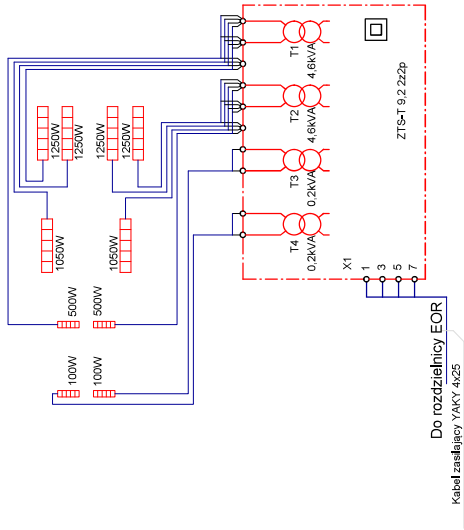 T1
4,6kVA
T2
4,6kVA
T3
0,2kVA
T4
0,2kVA
ZTS-T 9,2 2z2p
X1
1
3
5
7
1250W
1250W
1250W
1250W
1050W
1050W
500W
500W
100W
100W
Do rozdzielnicy EOR
Kabel zasilający YAKY 4x25